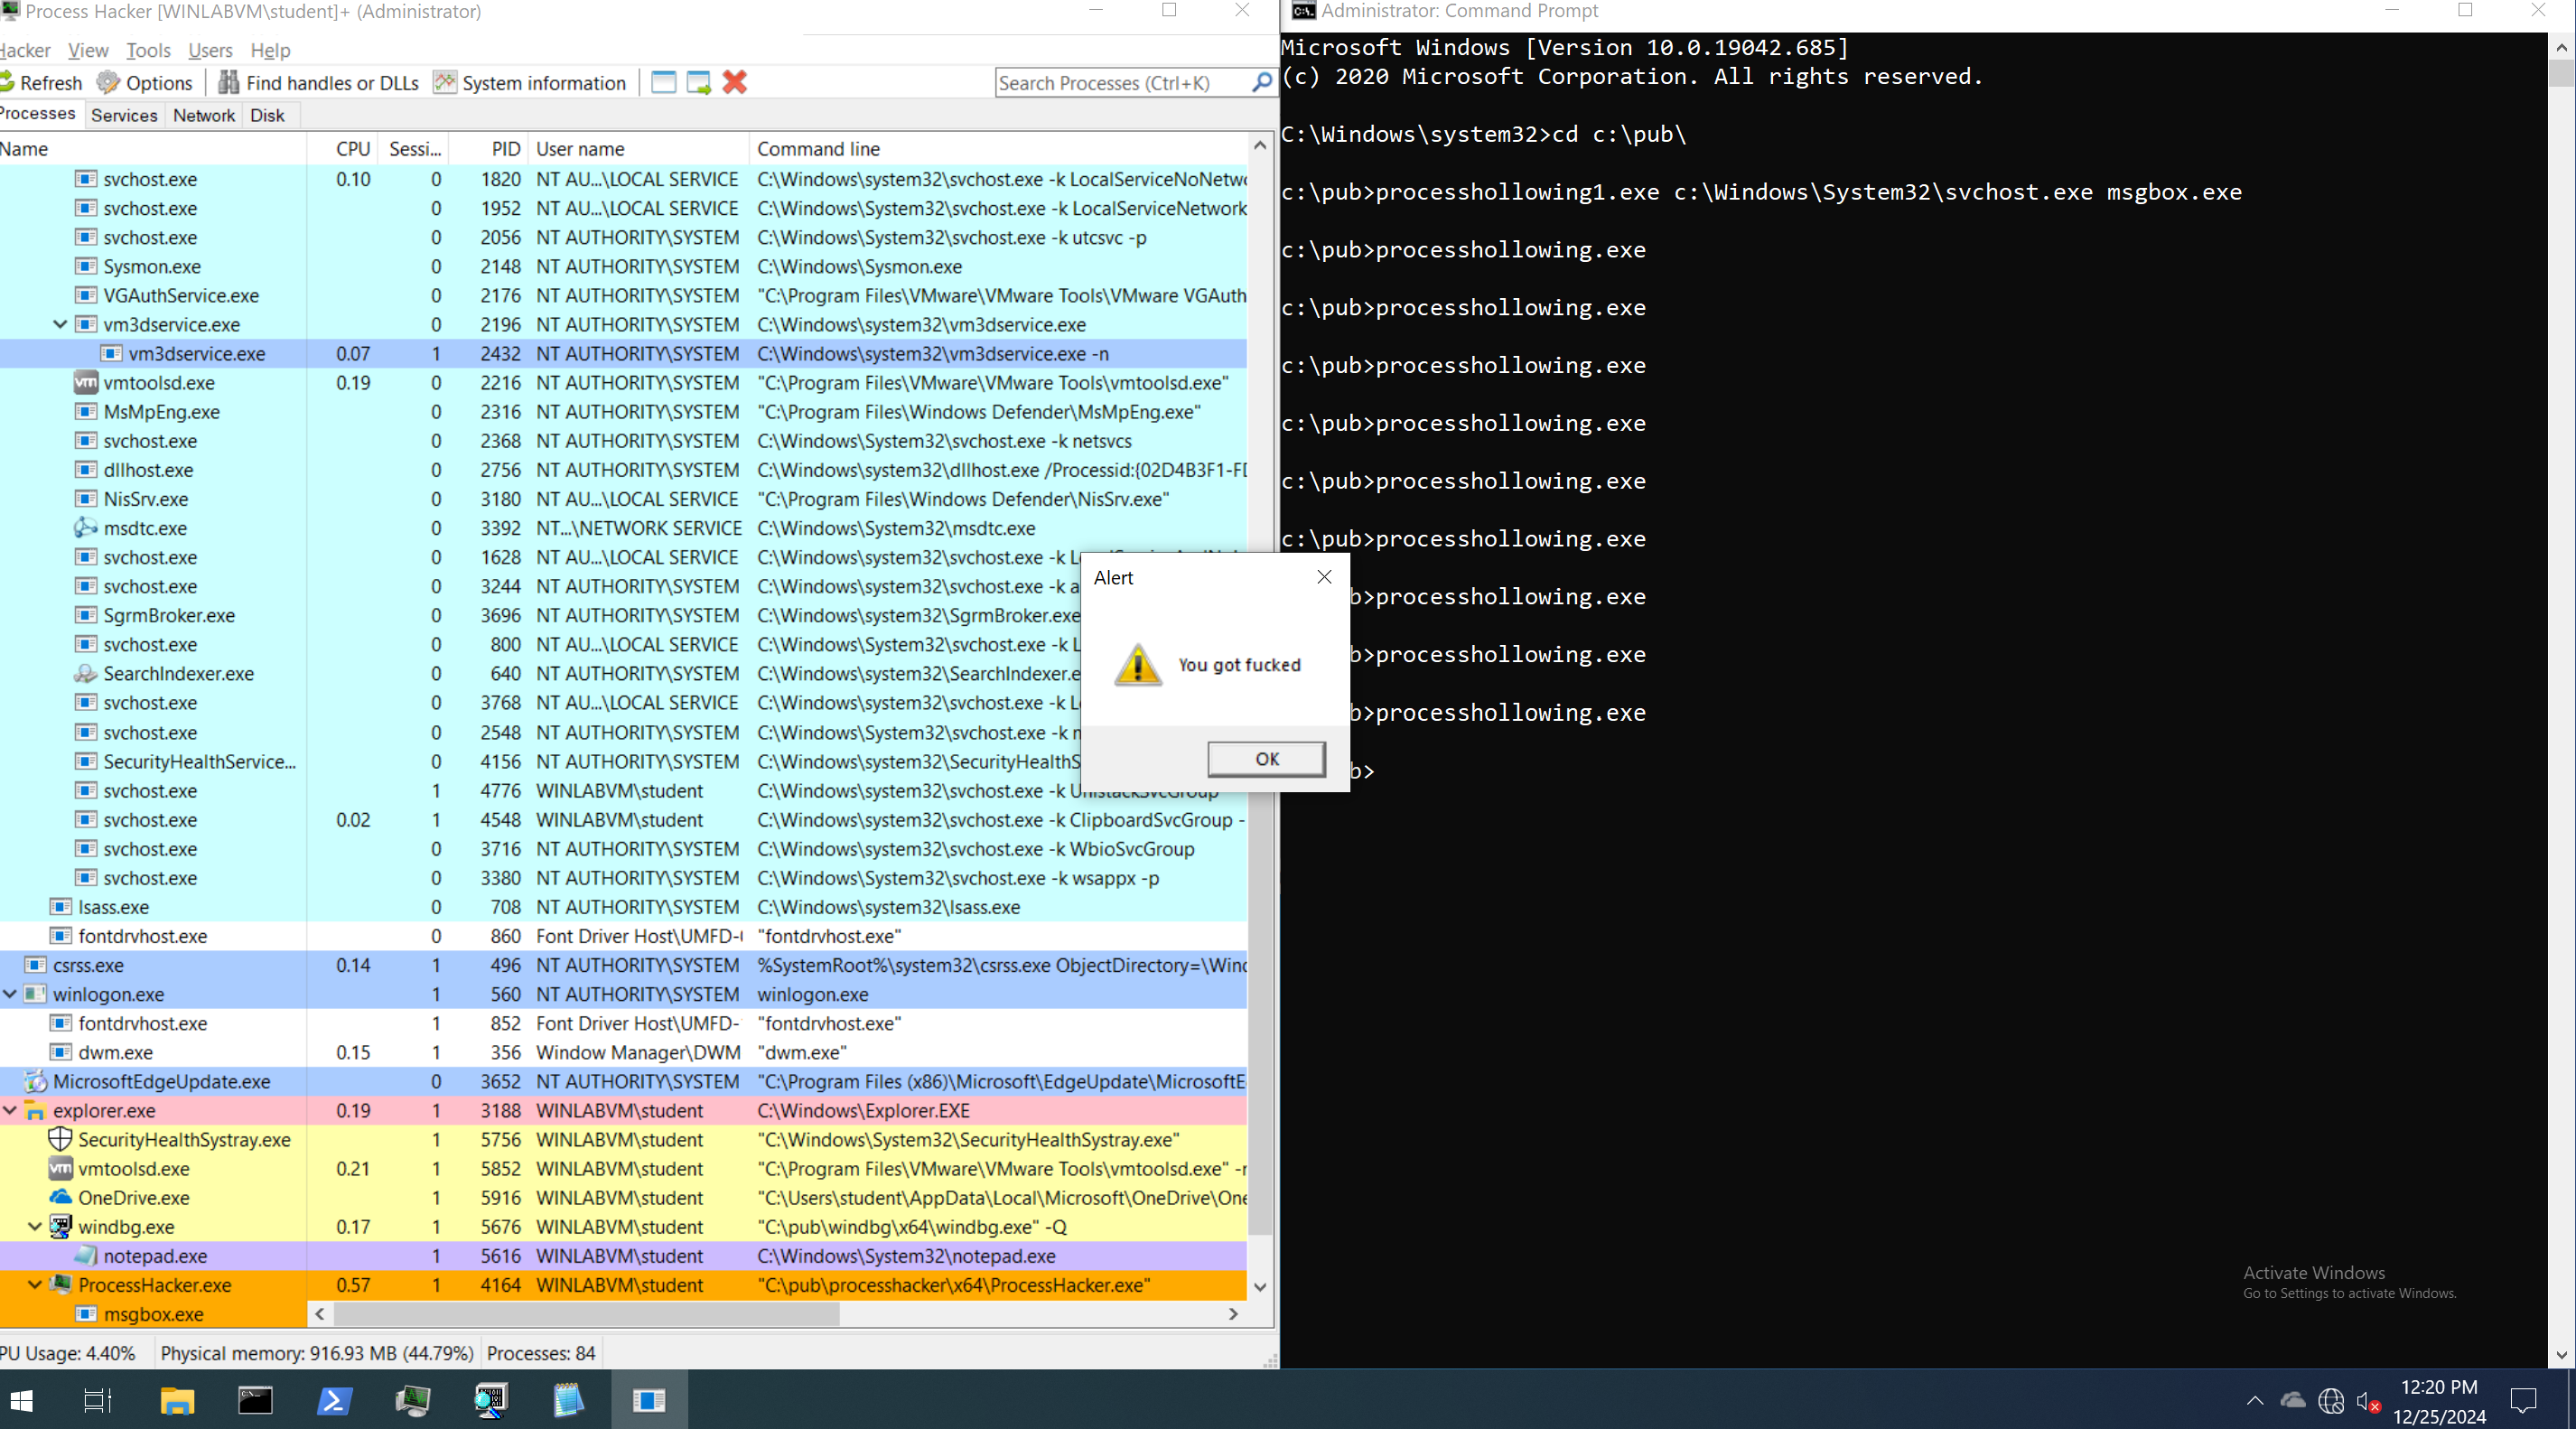 Process Hacker [WINLABVM\student]+ (Administrator)
Hacker View Tools Users Help
Refresh Options Find handles or DLLs System information Search Processes (Ctrl+K)
Processes Services Network Disk
Name CPU Sessi... PID User name Command line
svchost.exe 0.10 0 1820 NT AU...\LOCAL SERVICE C:\Windows\system32\svchost.exe -k LocalServiceNoNetwo
svchost.exe 0 1952 NT AU...\LOCAL SERVICE C:\Windows\System32\svchost.exe -k LocalServiceNetwork
svchost.exe 0 2056 NT AUTHORITY\SYSTEM C:\Windows\System32\svchost.exe -k utcsvc -p
Sysmon.exe 0 2148 NT AUTHORITY\SYSTEM C:\Windows\Sysmon.exe
VGAuthService.exe 0 2176 NT AUTHORITY\SYSTEM "C:\Program Files\VMware\VMware Tools\VMware VGAuth
vm3dservice.exe 0 2196 NT AUTHORITY\SYSTEM C:\Windows\system32\vm3dservice.exe
vm3dservice.exe 0.07 1 2432 NT AUTHORITY\SYSTEM C:\Windows\system32\vm3dservice.exe -n
vmtoolsd.exe 0.19 0 2216 NT AUTHORITY\SYSTEM "C:\Program Files\VMware\VMware Tools\vmtoolsd.exe"
MsMpEng.exe 0 2316 NT AUTHORITY\SYSTEM "C:\Program Files\Windows Defender\MsMpEng.exe"
svchost.exe 0 2368 NT AUTHORITY\SYSTEM C:\Windows\System32\svchost.exe -k netsvcs
dllhost.exe 0 2756 NT AUTHORITY\SYSTEM C:\Windows\system32\dllhost.exe /Processid:{02D4B3F1-FD
NisSrv.exe 0 3180 NT AU...\LOCAL SERVICE "C:\Program Files\Windows Defender\NisSrv.exe"
msdtc.exe 0 3392 NT...\NETWORK SERVICE C:\Windows\System32\msdtc.exe
svchost.exe 0 1628 NT AU...\LOCAL SERVICE C:\Windows\system32\svchost.exe -k
svchost.exe 0 3244 NT AUTHORITY\SYSTEM C:\Windows\system32\svchost.exe -k a
SgrmBroker.exe 0 3696 NT AUTHORITY\SYSTEM C:\Windows\system32\SgrmBroker.exe
svchost.exe 0 800 NT AU...\LOCAL SERVICE C:\Windows\System32\svchost.exe -k L
SearchIndexer.exe 0 640 NT AUTHORITY\SYSTEM C:\Windows\system32\SearchIndexer.e
svchost.exe 0 3768 NT AU...\LOCAL SERVICE C:\Windows\system32\svchost.exe -k L
svchost.exe 0 2548 NT AUTHORITY\SYSTEM C:\Windows\system32\svchost.exe -k
SecurityHealthService... 0 4156 NT AUTHORITY\SYSTEM C:\Windows\system32\SecurityHealthS
svchost.exe 1 4776 WINLABVM\student C:\Windows\system32\svchost.exe -k UnistackSvcGroup
svchost.exe 0.02 1 4548 WINLABVM\student C:\Windows\system32\svchost.exe -k ClipboardSvcGroup -
svchost.exe 0 3716 NT AUTHORITY\SYSTEM C:\Windows\system32\svchost.exe -k WbioSvcGroup
svchost.exe 0 3380 NT AUTHORITY\SYSTEM C:\Windows\System32\svchost.exe -k wsappx -p
lsass.exe 0 708 NT AUTHORITY\SYSTEM C:\Windows\system32\lsass.exe
fontdrvhost.exe 0 860 Font Driver Host\UMFD-0 "fontdrvhost.exe"
csrss.exe 0.14 1 496 NT AUTHORITY\SYSTEM %SystemRoot%\system32\csrss.exe ObjectDirectory=\Wind
winlogon.exe 1 560 NT AUTHORITY\SYSTEM winlogon.exe
fontdrvhost.exe 1 852 Font Driver Host\UMFD- "fontdrvhost.exe"
dwm.exe 0.15 1 356 Window Manager\DWM "dwm.exe"
MicrosoftEdgeUpdate.exe 0 3652 NT AUTHORITY\SYSTEM "C:\Program Files (x86)\Microsoft\EdgeUpdate\MicrosoftE
explorer.exe 0.19 1 3188 WINLABVM\student C:\Windows\Explorer.EXE
SecurityHealthSystray.exe 1 5756 WINLABVM\student "C:\Windows\System32\SecurityHealthSystray.exe"
vmtoolsd.exe 0.21 1 5852 WINLABVM\student "C:\Program Files\VMware\VMware Tools\vmtoolsd.exe" -n
OneDrive.exe 1 5916 WINLABVM\student "C:\Users\student\AppData\Local\Microsoft\OneDrive\One
windbg.exe 0.17 1 5676 WINLABVM\student "C:\pub\windbg\x64\windbg.exe" -Q
notepad.exe 1 5616 WINLABVM\student C:\Windows\System32\notepad.exe
ProcessHacker.exe 0.57 1 4164 WINLABVM\student "C:\pub\processhacker\x64\ProcessHacker.exe"
msgbox.exe
CPU Usage: 4.40% Physical memory: 916.93 MB (44.79%) Processes: 84
Alert
You got fucked
OK
Administrator: Command Prompt
Microsoft Windows [Version 10.0.19042.685]
(c) 2020 Microsoft Corporation. All rights reserved.
C:\Windows\system32>cd c:\pub\
c:\pub>processhollowing1.exe c:\Windows\System32\svchost.exe msgbox.exe
c:\pub>processhollowing.exe
c:\pub>processhollowing.exe
c:\pub>processhollowing.exe
c:\pub>processhollowing.exe
c:\pub>processhollowing.exe
c:\pub>processhollowing.exe
b>processhollowing.exe
b>processhollowing.exe
b>processhollowing.exe
b>
Activate Windows
Go to Settings to activate Windows.
12:20 PM
12/25/2024